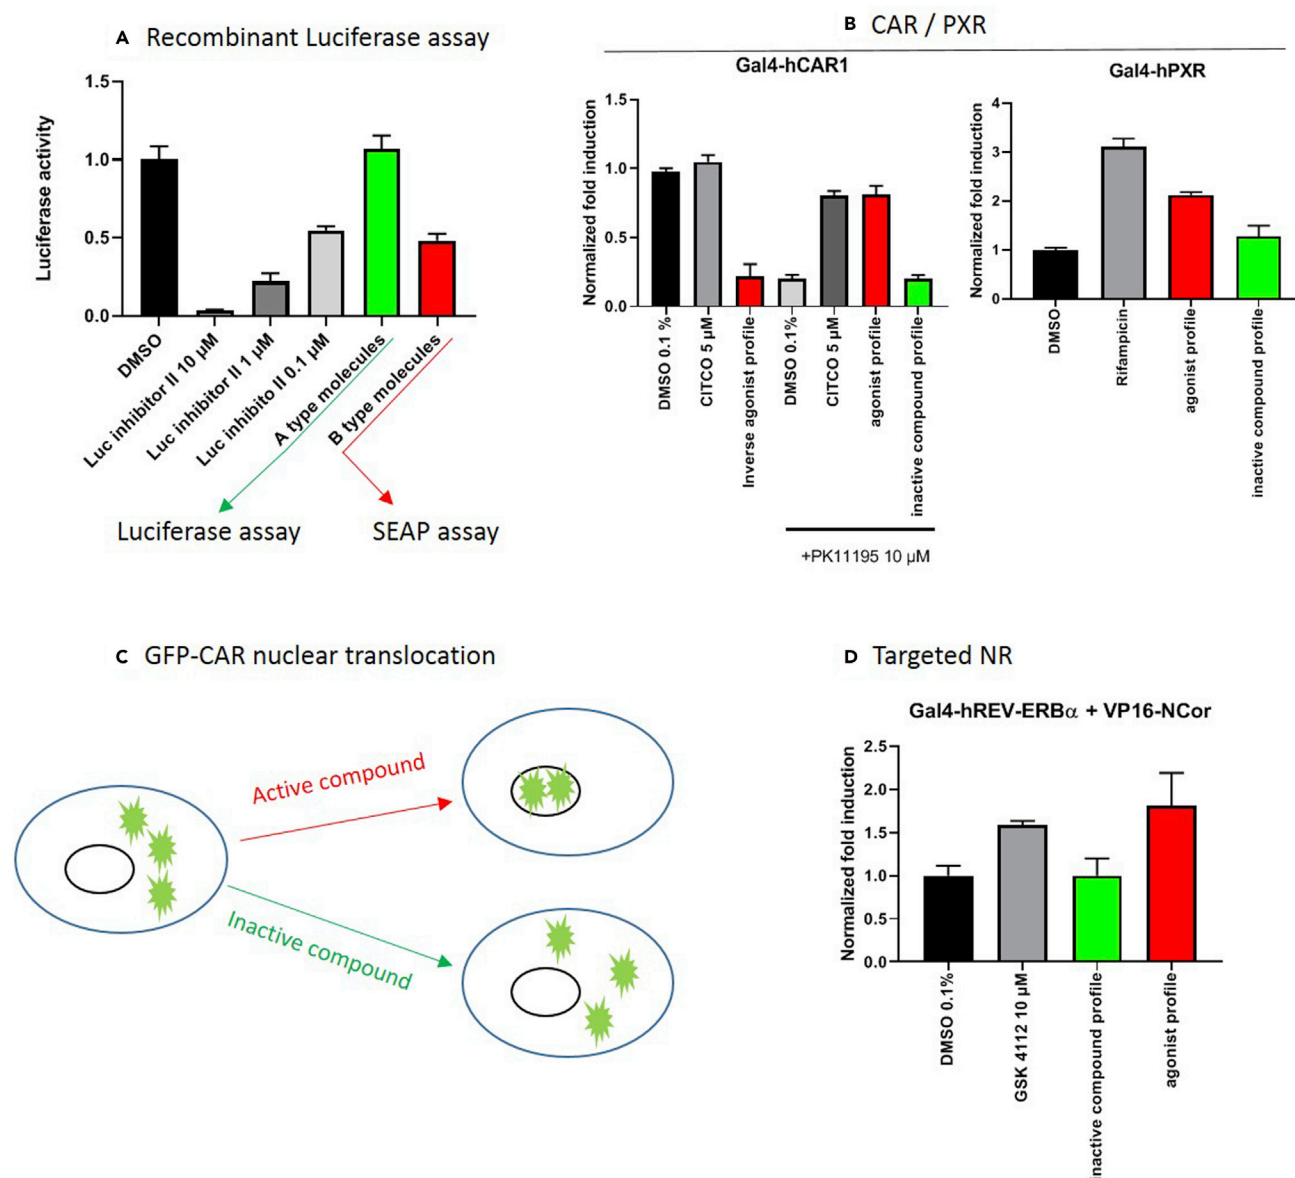 A Recombinant Luciferase assay
Luciferase activity
1.5
1.0
0.5
0.0
DMSO
Luc inhibitor II 10 µM
Luc inhibitor II 1 µM
Luc inhibito II 0.1 µM
A type molecules
B type molecules
Luciferase assay
SEAP assay
B CAR / PXR
Gal4-hCAR1
Normalized fold induction
1.5
1.0
0.5
0.0
DMSO 0.1 %
CITCO 5 µM
Inverse agonist profile
DMSO 0.1%
CITCO 5 µM
agonist profile
inactive compound profile
+PK11195 10 µM
Gal4-hPXR
Normalized fold induction
4
3
2
1
0
DMSO
Rifampicin
agonist profile
inactive compound profile
C GFP-CAR nuclear translocation
Active compound
Inactive compound
D Targeted NR
Gal4-hREV-ERBα + VP16-NCor
Normalized fold induction
2.5
2.0
1.5
1.0
0.5
0.0
DMSO 0.1%
GSK 4112 10 µM
inactive compound profile
agonist profile